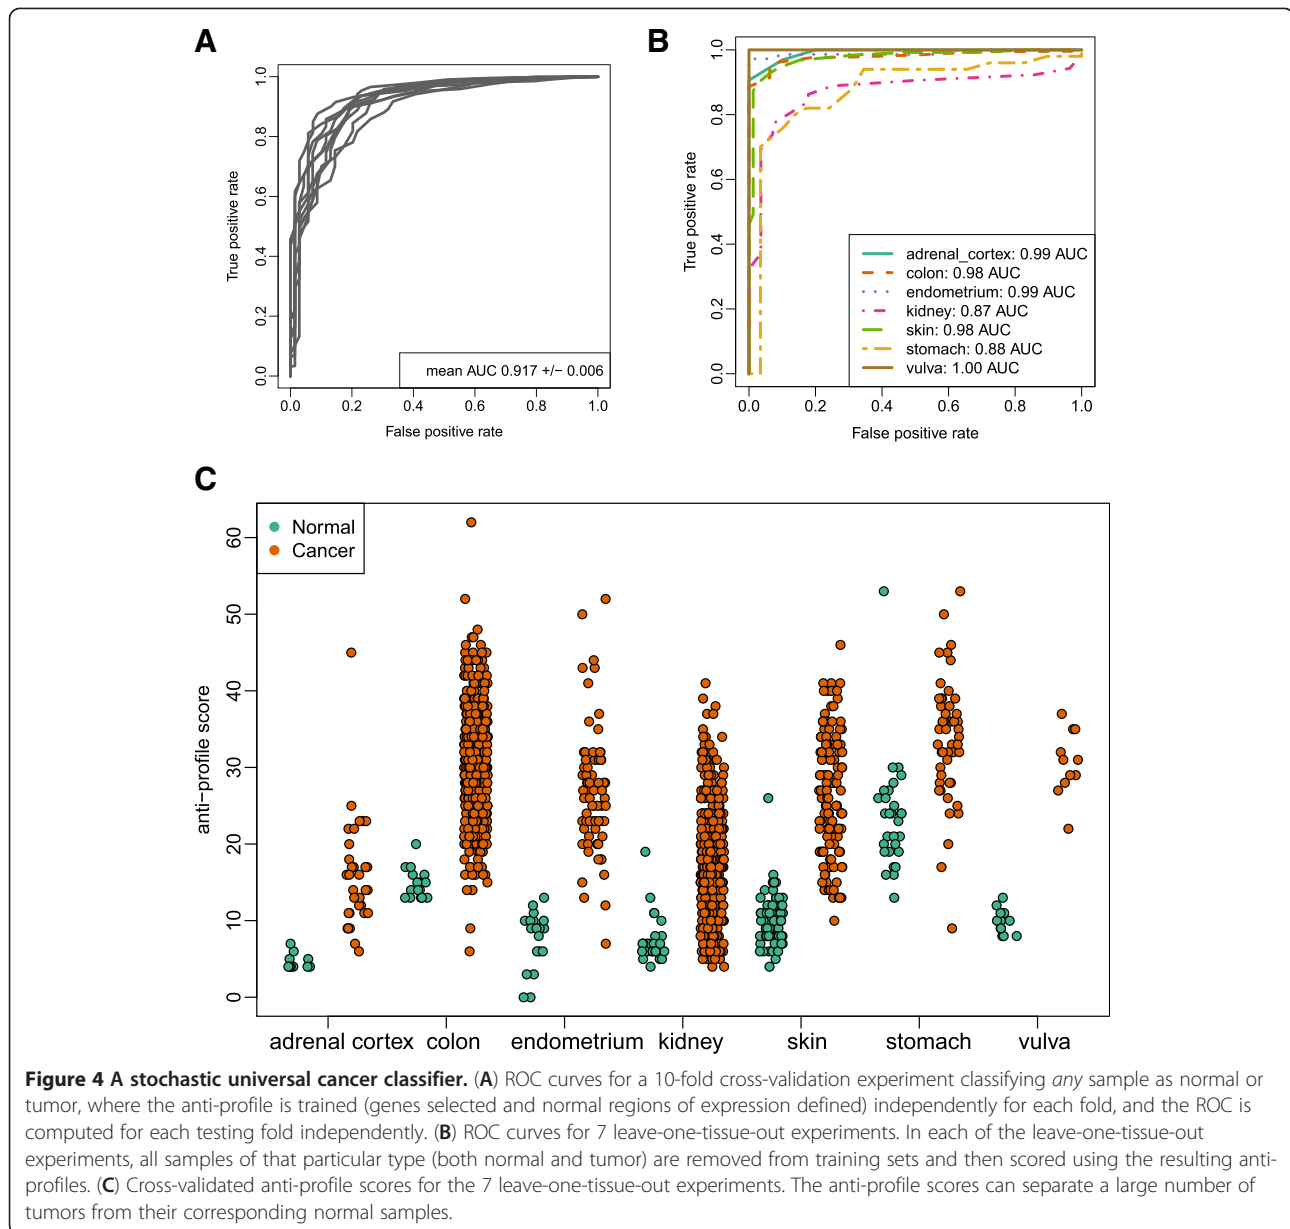 A
1.0
0.8
0.6
0.4
0.2
0.0
True positive rate
mean AUC 0.917 +/− 0.006
0.0 0.2 0.4 0.6 0.8 1.0
False positive rate
B
1.0
0.8
0.6
0.4
0.2
0.0
True positive rate
adrenal_cortex: 0.99 AUC
colon: 0.98 AUC
endometrium: 0.99 AUC
kidney: 0.87 AUC
skin: 0.98 AUC
stomach: 0.88 AUC
vulva: 1.00 AUC
0.0 0.2 0.4 0.6 0.8 1.0
False positive rate
C
Normal
Cancer
60
50
40
30
20
10
0
anti−profile score
adrenal cortex colon endometrium kidney skin stomach vulva
Figure 4 A stochastic universal cancer classifier. (A) ROC curves for a 10-fold cross-validation experiment classifying any sample as normal or
tumor, where the anti-profile is trained (genes selected and normal regions of expression defined) independently for each fold, and the ROC is
computed for each testing fold independently. (B) ROC curves for 7 leave-one-tissue-out experiments. In each of the leave-one-tissue-out
experiments, all samples of that particular type (both normal and tumor) are removed from training sets and then scored using the resulting anti-
profiles. (C) Cross-validated anti-profile scores for the 7 leave-one-tissue-out experiments. The anti-profile scores can separate a large number of
tumors from their corresponding normal samples.